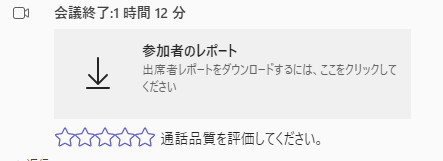 会議終了:1 時間 12 分
参加者のレポート
出席者レポートをダウンロードするには、ここをクリックして
ください
通話品質を評価してください。